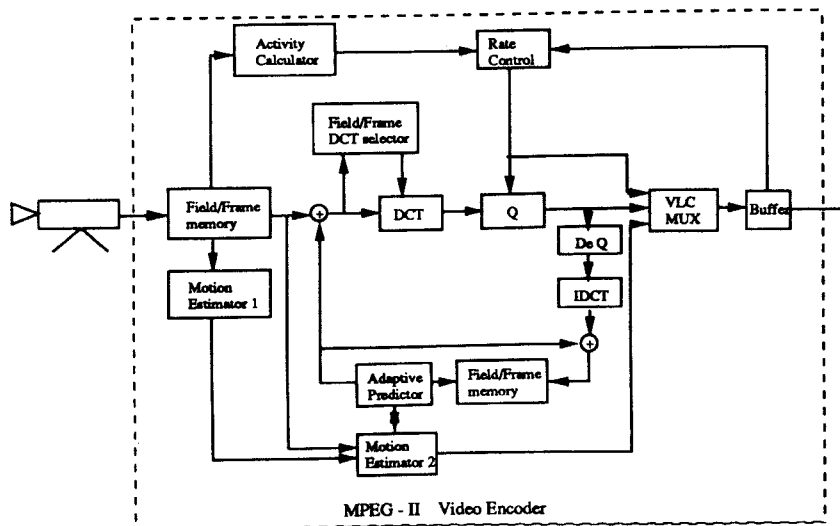 Activity
Calculator
Rate
Control
Field/Frame
DCT selector
Field/Frame
memory
+
DCT
Q
VLC
MUX
Buffer
De Q
Motion
Estimator 1
IDCT
+
Adaptive
Predictor
Field/Frame
memory
Motion
Estimator 2
MPEG - II Video Encoder